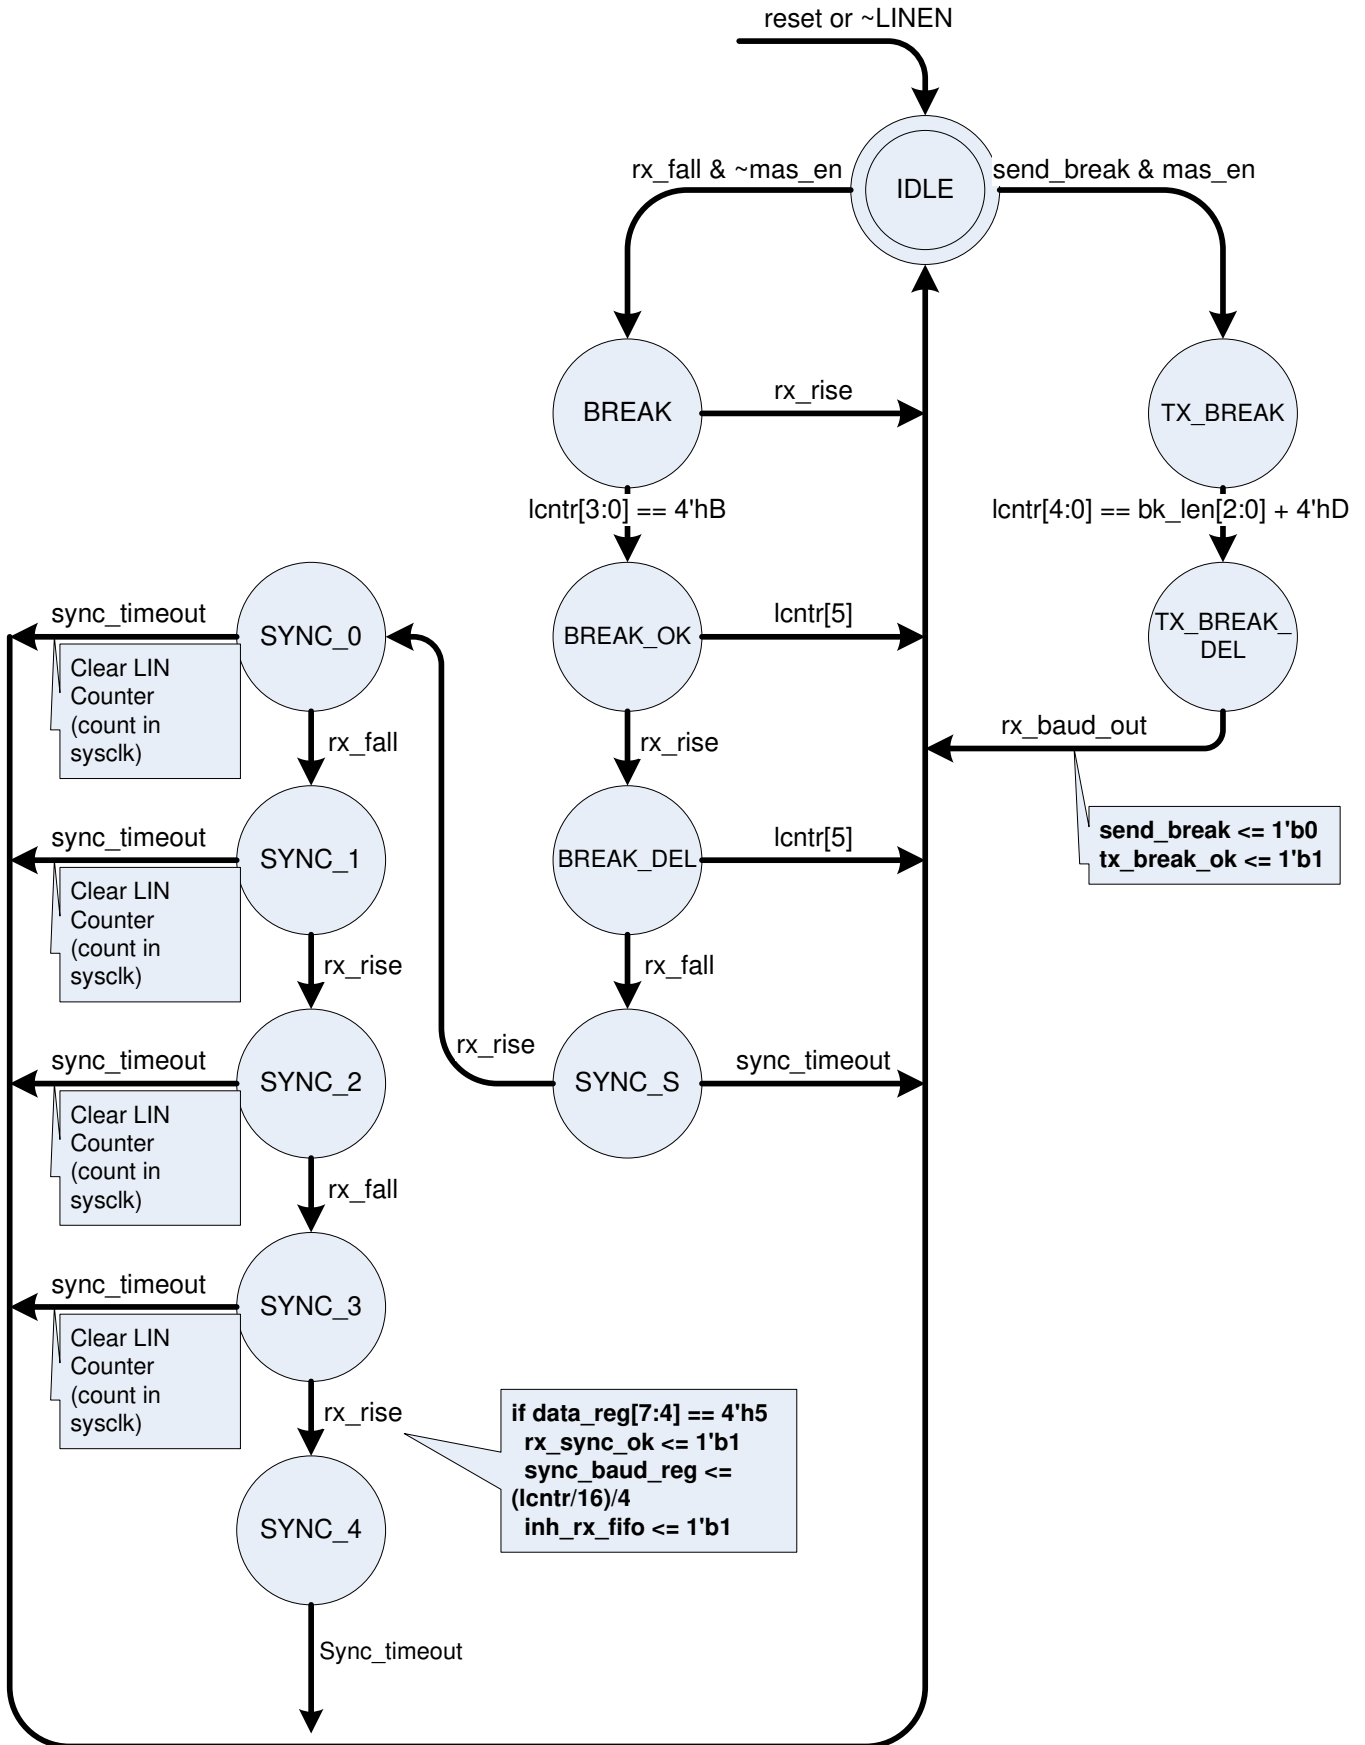 reset or ~LINEN
rx_fall & ~mas_en
IDLE
send_break & mas_en
BREAK
rx_rise
TX_BREAK
lcntr[3:0] == 4'hB
lcntr[4:0] == bk_len[2:0] + 4'hD
sync_timeout
SYNC_0
BREAK_OK
lcntr[5]
TX_BREAK_
DEL
Clear LIN
Counter
(count in
sysclk)
rx_fall
rx_rise
rx_baud_out
send_break <= 1'b0
tx_break_ok <= 1'b1
sync_timeout
SYNC_1
BREAK_DEL
lcntr[5]
Clear LIN
Counter
(count in
sysclk)
rx_rise
rx_fall
sync_timeout
SYNC_2
rx_rise
SYNC_S
sync_timeout
Clear LIN
Counter
(count in
sysclk)
rx_fall
sync_timeout
SYNC_3
Clear LIN
Counter
(count in
sysclk)
rx_rise
if data_reg[7:4] == 4'h5
rx_sync_ok <= 1'b1
sync_baud_reg <=
(lcntr/16)/4
inh_rx_fifo <= 1'b1
SYNC_4
Sync_timeout